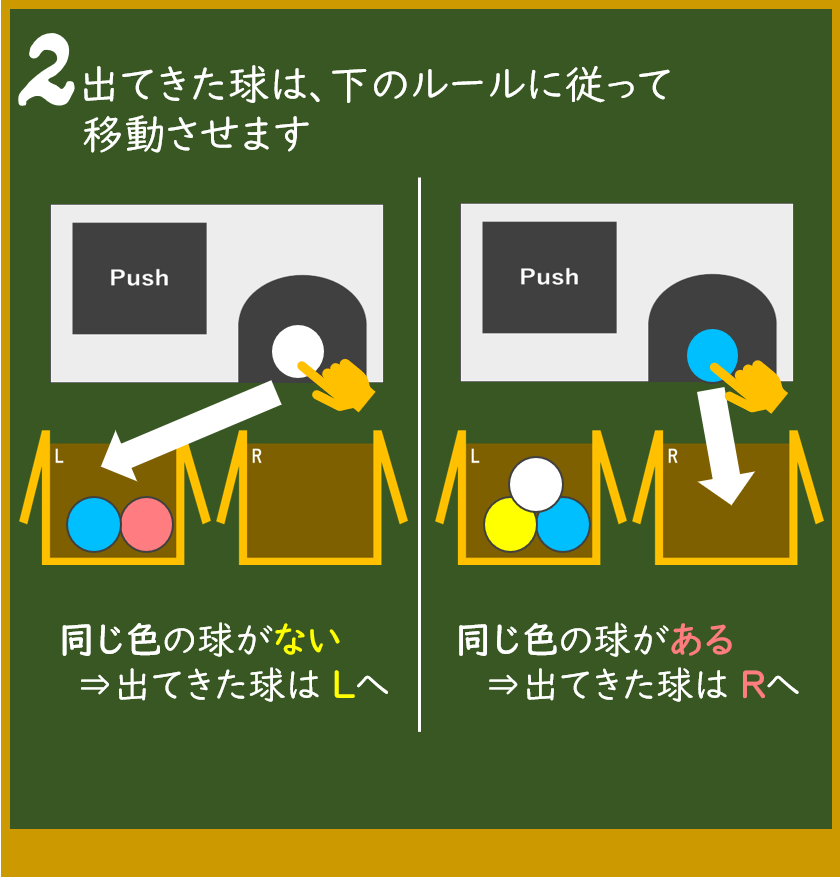 2 出てきた球は、下のルールに従って
移動させます
Push
L
R
同じ色の球がない
⇒出てきた球は Lへ
Push
L
R
同じ色の球がある
⇒出てきた球は Rへ